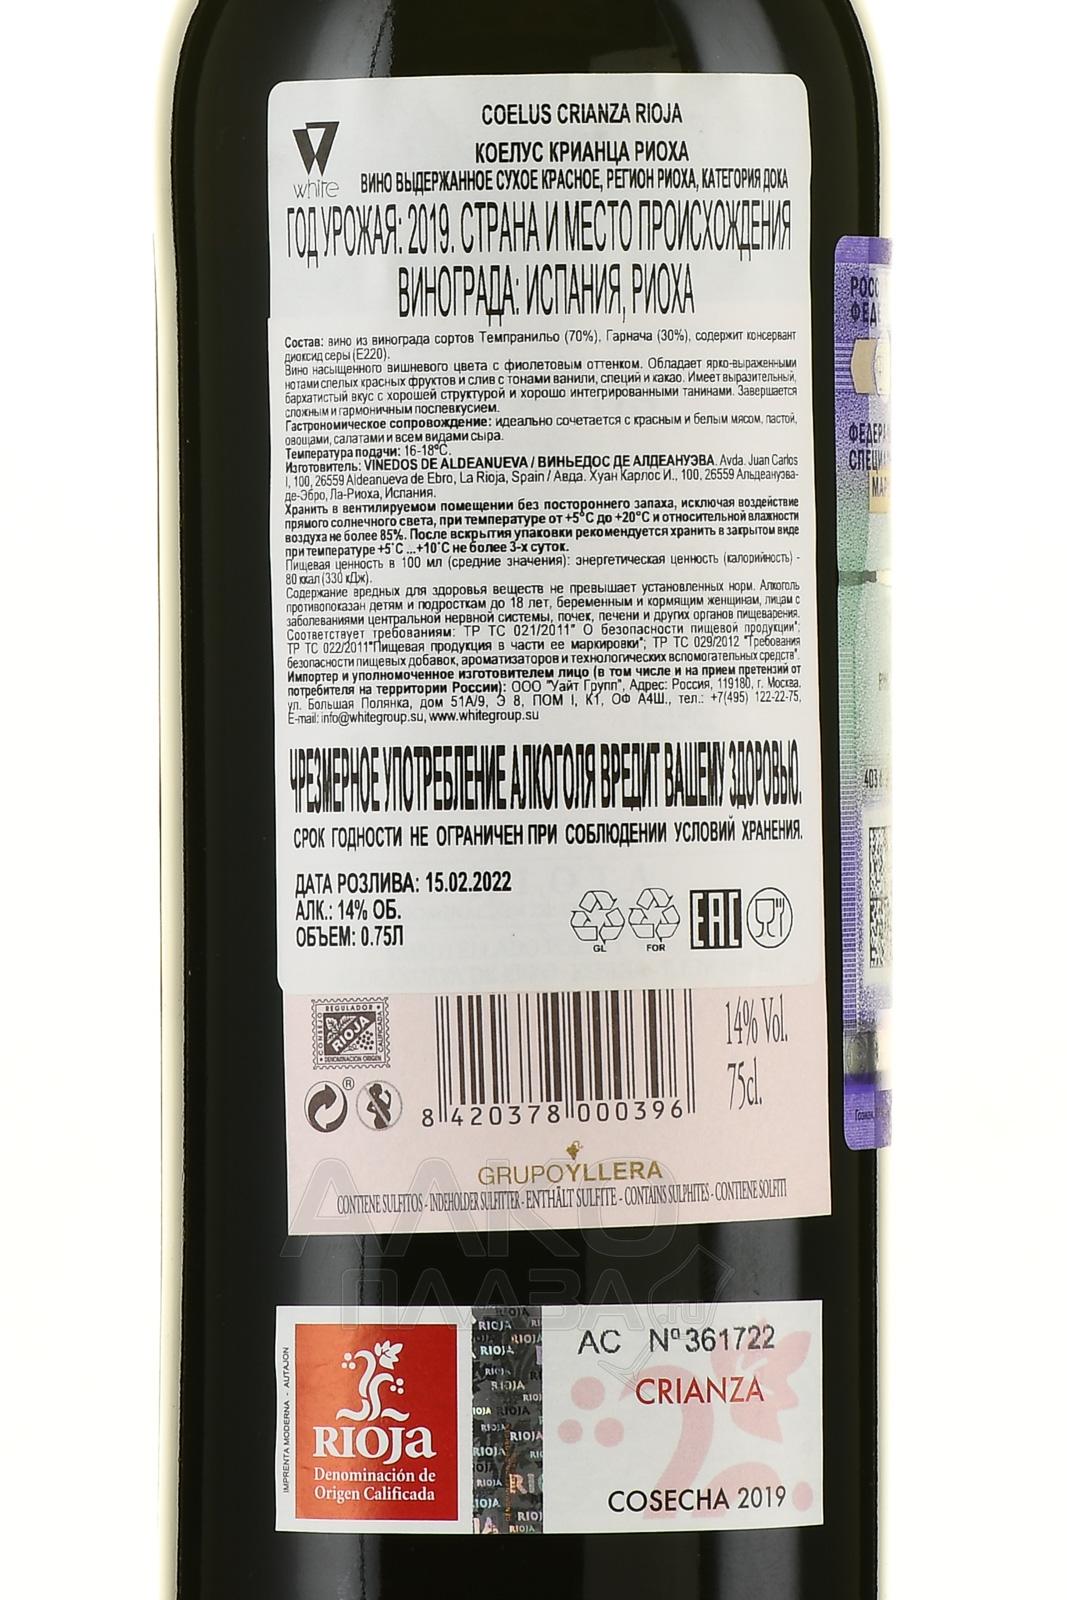 COELUS CRIANZA RIOJA
white
КОЕЛУС КРИАНЦА РИОХА
ВИНО ВЫДЕРЖАННОЕ СУХОЕ КРАСНОЕ, РЕГИОН РИОХА, КАТЕГОРИЯ ДОКА
ГОД УРОЖАЯ: 2019. СТРАНА И МЕСТО ПРОИСХОЖДЕНИЯ
ВИНОГРАДА: ИСПАНИЯ, РИОХА
Состав: вино из винограда сортов Темпранильо (70%), Гарнача (30%), содержит консервант
диоксид серы (Е220).
Вино насыщенного вишневого цвета с фиолетовым оттенком. Обладает ярко-выраженными
нотами спелых красных фруктов и слив с тонами ванили, специй и какао. Имеет выразительный,
бархатистый вкус с хорошей структурой и хорошо интегрированными танинами. Завершается
сложным и гармоничным послевкусием.
Гастрономическое сопровождение: идеально сочетается с красным и белым мясом, пастой,
овощами, салатами и всем видами сыра.
Температура подачи: 16-18°C.
Изготовитель: VINEDOS DE ALDEANUEVA / ВИНЬЕДОС ДЕ АЛДЕАНУЭВА. Avda. Juan Carlos
I, 100, 26559 Aldeanueva de Ebro, La Rioja, Spain / Авда. Хуан Карлос И., 100, 26559 Альдеануэва-
де-Эбро, Ла-Риоха, Испания.
Хранить в вентилируемом помещении без постороннего запаха, исключая воздействие
прямого солнечного света, при температуре от +5°С до +20°С и относительной влажности
воздуха не более 85%. После вскрытия упаковки рекомендуется хранить в закрытом виде
при температуре +5°С ...+10°С не более 3-х суток.
Пищевая ценность в 100 мл (средние значения): энергетическая ценность (калорийность) -
80 ккал (330 кДж).
Содержание вредных для здоровья веществ не превышает установленных норм. Алкоголь
противопоказан детям и подросткам до 18 лет, беременным и кормящим женщинам, лицам с
заболеваниями центральной нервной системы, почек, печени и других органов пищеварения.
Соответствует требованиям: ТР ТС 021/2011" О безопасности пищевой продукции";
ТР ТС 022/2011"Пищевая продукция в части ее маркировки"; ТР ТС 029/2012 "Требования
безопасности пищевых добавок, ароматизаторов и технологических вспомогательных средств".
Импортер и уполномоченное изготовителем лицо (в том числе и на прием претензий от
потребителя на территории России): ООО "Уайт Групп", Адрес: Россия, 119180, г. Москва,
ул. Большая Полянка, дом 51А/9, Э 8, ПОМ I, К1, ОФ А4Ш., тел.: +7(495) 122-22-75,
E-mail: info@whitegroup.su, www.whitegroup.su
ЧРЕЗМЕРНОЕ УПОТРЕБЛЕНИЕ АЛКОГОЛЯ ВРЕДИТ ВАШЕМУ ЗДОРОВЬЮ.
СРОК ГОДНОСТИ НЕ ОГРАНИЧЕН ПРИ СОБЛЮДЕНИИ УСЛОВИЙ ХРАНЕНИЯ.
ДАТА РОЗЛИВА: 15.02.2022
АЛК.: 14% ОБ.
ОБЪЕМ: 0.75Л
GL FOR EAC
CONSEJO REGULADOR CALIFICADA
RIOJA
DENOMINACION ORIGEN
14% Vol.
75cl.
8 420378 000396
GRUPOYLLERA
CONTIENE SULFITOS - INDEHOLDER SULFITTER - ENTHÄLT SULFITE - CONTAINS SULPHITES - CONTIENE SOLFITI
АЛКО
ПЛАЗА.ru
IMPRENTA MODERNA - AUTAJON
RIOJA
Denominación de
Origen Calificada
RIOJA
AC Nº 361722
CRIANZA
COSECHA 2019
403